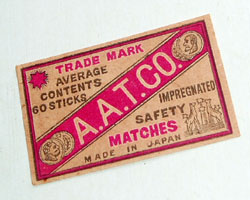 TRADE MARK
AVERAGE
CONTENTS
60 STICKS
A.A.T.CO.
IMPREGNATED
SAFETY
MATCHES
MADE IN JAPAN